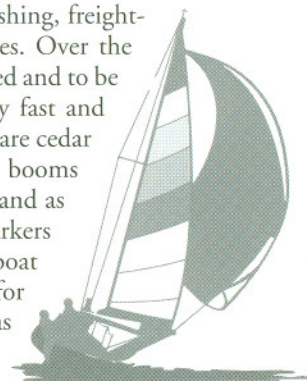 shing, freight-
es. Over the
ed and to be
y fast and
are cedar
booms
and as
rkers
boat
for
as